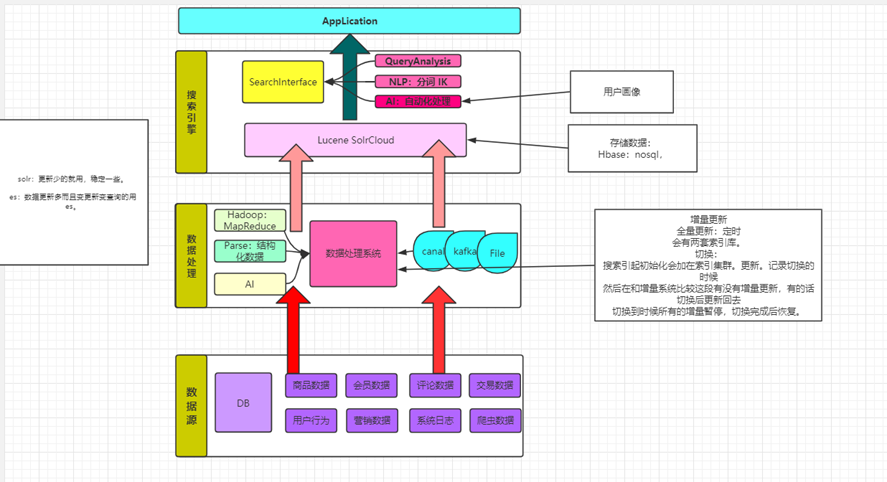 AppLication
搜索引擎
SearchInterface
QueryAnalysis
NLP：分词 IK
AI：自动化处理
用户画像
Lucene SolrCloud
存储数据：
Hbase：nosql，
solr：更新少的就用，稳定一些。
es：数据更新多而且变更新变查询的用
es。
数据处理
Hadoop：
MapReduce
Parse：结构
化数据
AI
数据处理系统
canal
kafka
File
增量更新
全量更新：定时
会有两套索引库。
切换：
搜索引起初始化会加在索引集群。更新。记录切换的
时候
然后在和增量系统比较这段有没有增量更新，有的话
切换后更新回去
切换到时候所有的增量暂停，切换完成后恢复。
数据源
DB
商品数据
会员数据
评论数据
交易数据
用户行为
营销数据
系统日志
爬虫数据